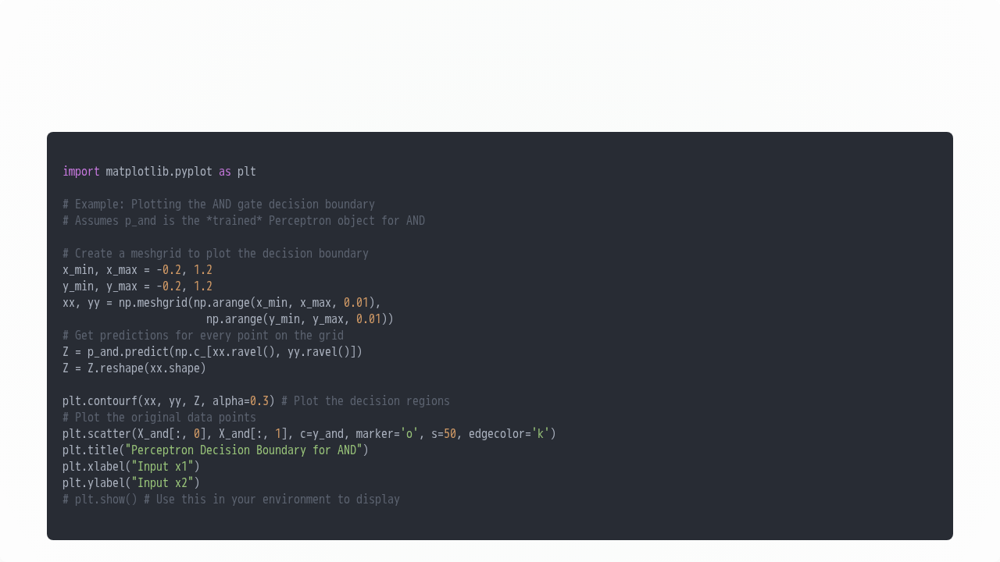 import matplotlib.pyplot as plt
# Example: Plotting the AND gate decision boundary
# Assumes p_and is the *trained* Perceptron object for AND
# Create a meshgrid to plot the decision boundary
x_min, x_max = -0.2, 1.2
y_min, y_max = -0.2, 1.2
xx, yy = np.meshgrid(np.arange(x_min, x_max, 0.01),
                       np.arange(y_min, y_max, 0.01))
# Get predictions for every point on the grid
Z = p_and.predict(np.c_[xx.ravel(), yy.ravel()])
Z = Z.reshape(xx.shape)
plt.contourf(xx, yy, Z, alpha=0.3) # Plot the decision regions
# Plot the original data points
plt.scatter(X_and[:, 0], X_and[:, 1], c=y_and, marker='o', s=50, edgecolor='k')
plt.title("Perceptron Decision Boundary for AND")
plt.xlabel("Input x1")
plt.ylabel("Input x2")
# plt.show() # Use this in your environment to display